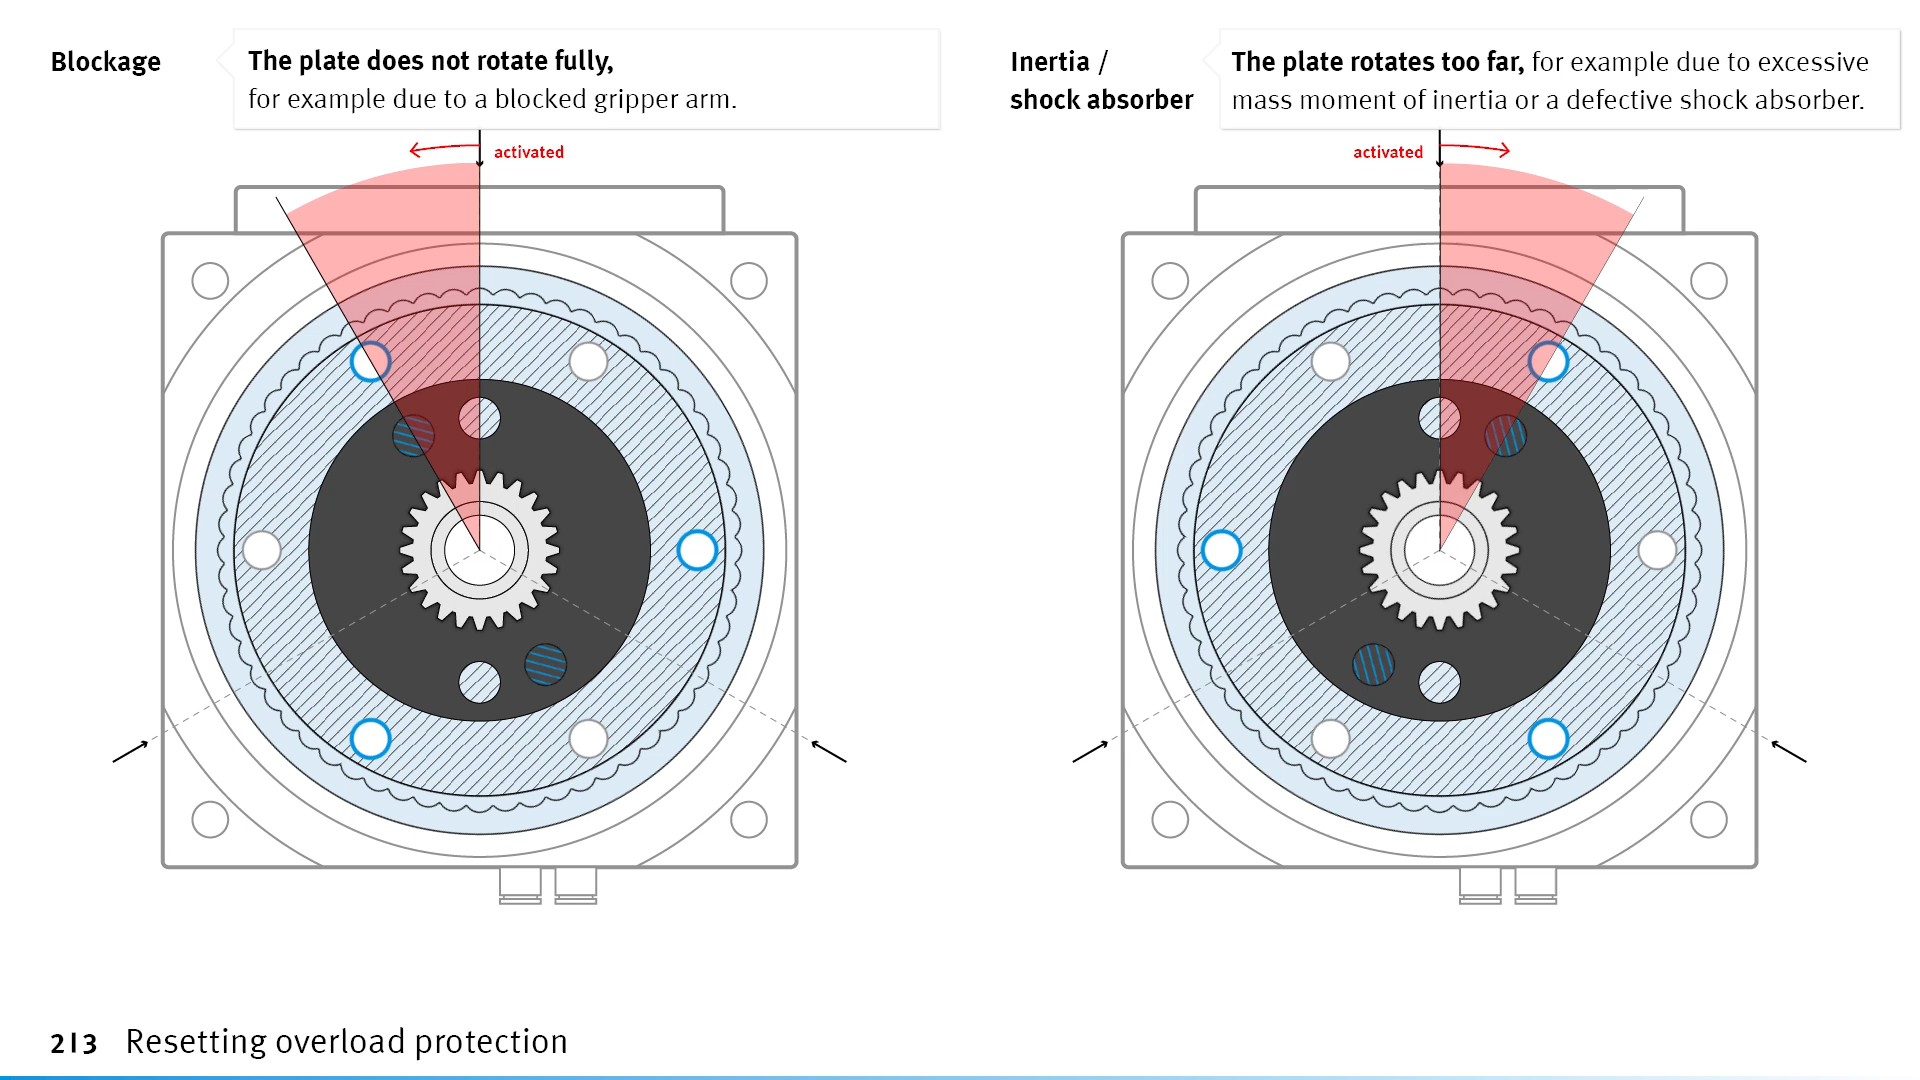 Blockage
The plate does not rotate fully,
for example due to a blocked gripper arm.
activated
Inertia /
shock absorber
The plate rotates too far, for example due to excessive
mass moment of inertia or a defective shock absorber.
activated
2|3 Resetting overload protection